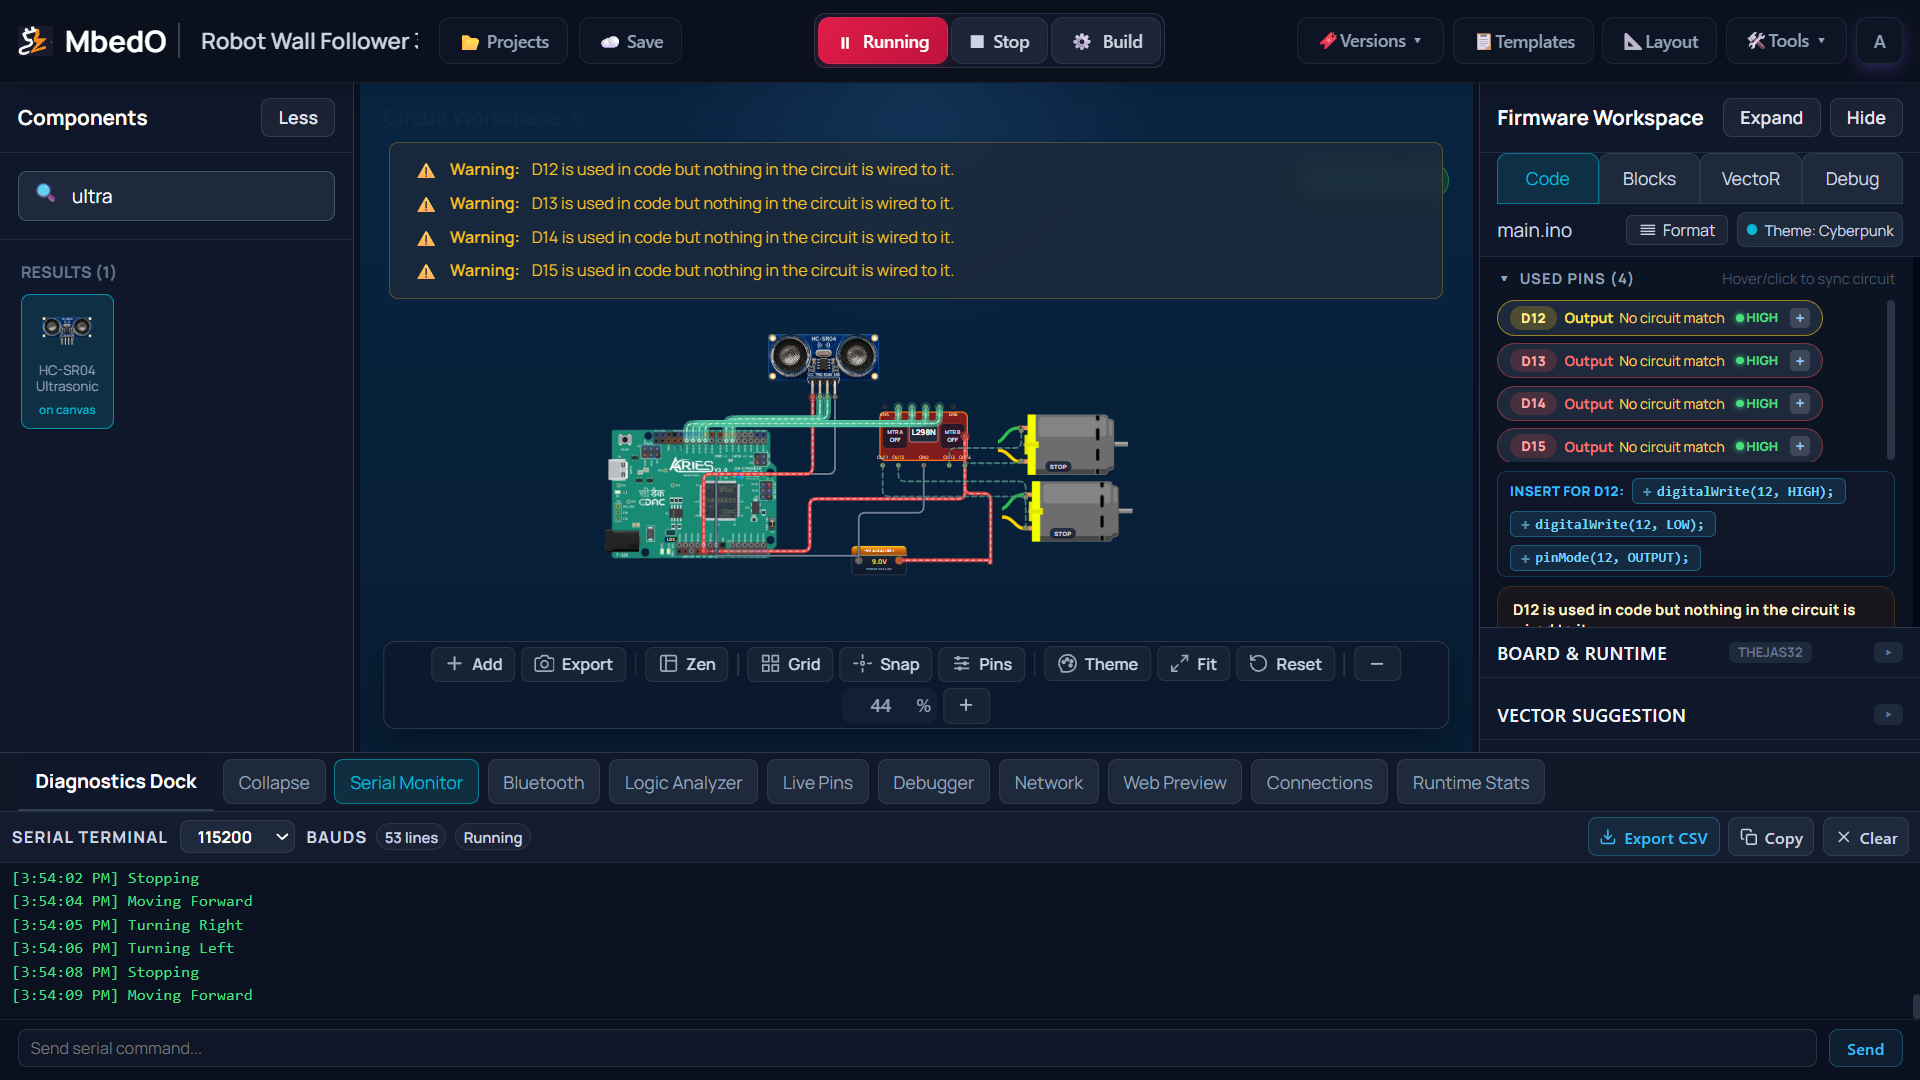 MbedO
Robot Wall Follower
Projects
Save
Running
Stop
Build
Versions
Templates
Layout
Tools
A
Components
Less
ultra
RESULTS (1)
HC-SR04
Ultrasonic
on canvas
Circuit Workspace
Warning: D12 is used in code but nothing in the circuit is wired to it.
Warning: D13 is used in code but nothing in the circuit is wired to it.
Warning: D14 is used in code but nothing in the circuit is wired to it.
Warning: D15 is used in code but nothing in the circuit is wired to it.
HC-SR04
ARIES V3.0
सी डैक
CDAC
L298N
MTR A
OFF
MTR B
OFF
OUT1 OUT2
STOP
STOP
9.0V
Add
Export
Zen
Grid
Snap
Pins
Theme
Fit
Reset
−
44 %
+
Firmware Workspace
Expand
Hide
Code
Blocks
VectoR
Debug
main.ino
Format
Theme: Cyberpunk
USED PINS (4)
Hover/click to sync circuit
D12 Output No circuit match HIGH +
D13 Output No circuit match HIGH +
D14 Output No circuit match HIGH +
D15 Output No circuit match HIGH +
INSERT FOR D12: + digitalWrite(12, HIGH);
+ digitalWrite(12, LOW);
+ pinMode(12, OUTPUT);
D12 is used in code but nothing in the circuit is
BOARD & RUNTIME
THEJAS32
VECTOR SUGGESTION
Diagnostics Dock
Collapse
Serial Monitor
Bluetooth
Logic Analyzer
Live Pins
Debugger
Network
Web Preview
Connections
Runtime Stats
SERIAL TERMINAL
115200
BAUDS
53 lines
Running
Export CSV
Copy
Clear
[3:54:02 PM] Stopping
[3:54:04 PM] Moving Forward
[3:54:05 PM] Turning Right
[3:54:06 PM] Turning Left
[3:54:08 PM] Stopping
[3:54:09 PM] Moving Forward
Send serial command...
Send